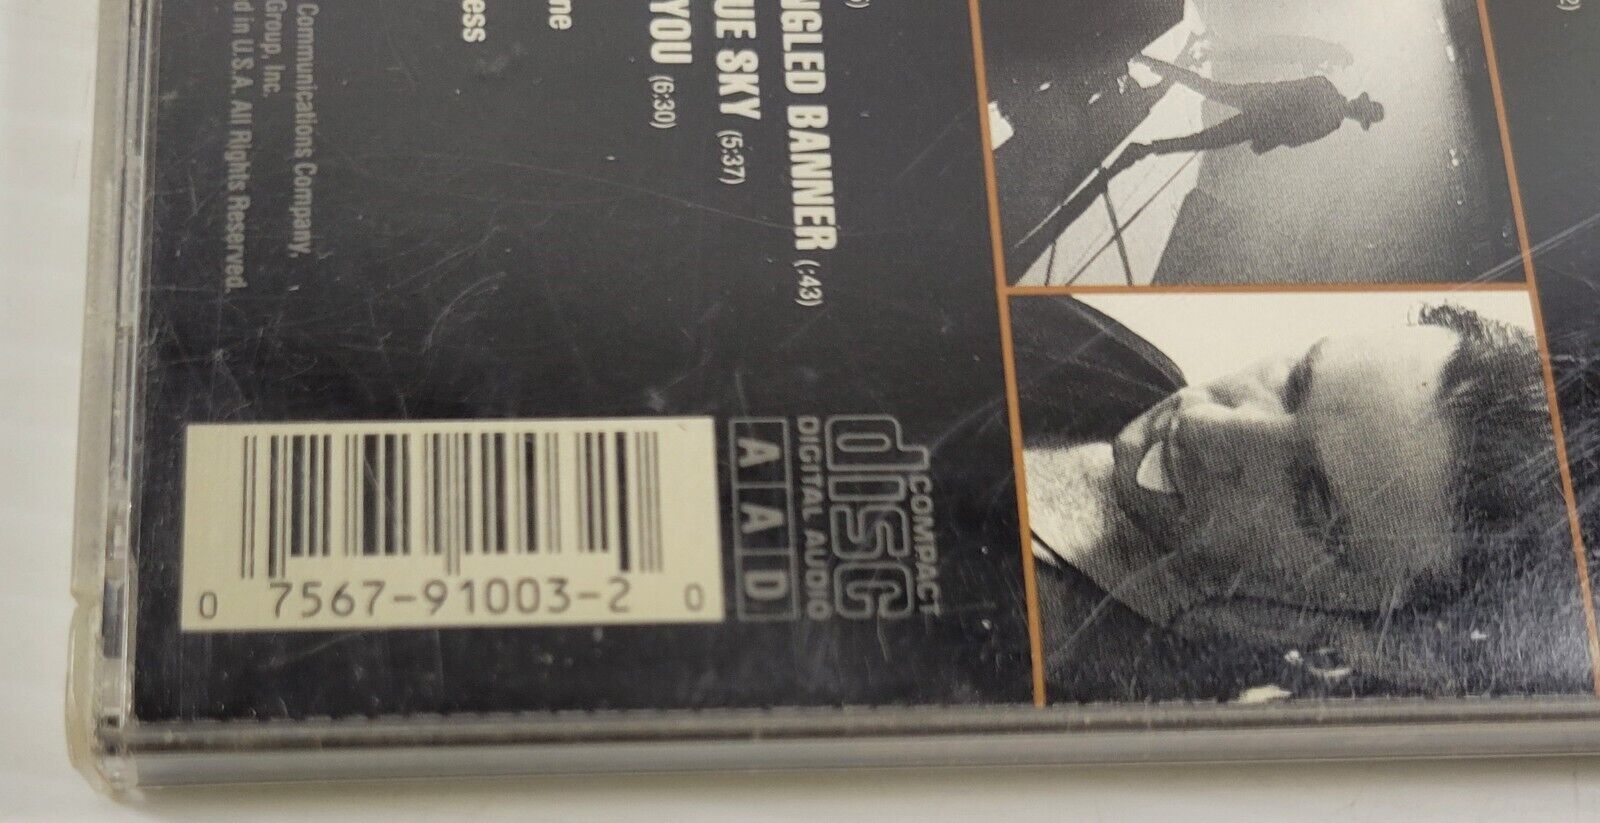 NGLED BANNER (:43)
UE SKY (5:37)
YOU (6:30)
ne
ess
Communications Company,
Group, Inc.
d in U.S.A. All Rights Reserved.
COMPACT
disc
DIGITAL AUDIO
A A D
0 7567-91003-2 0